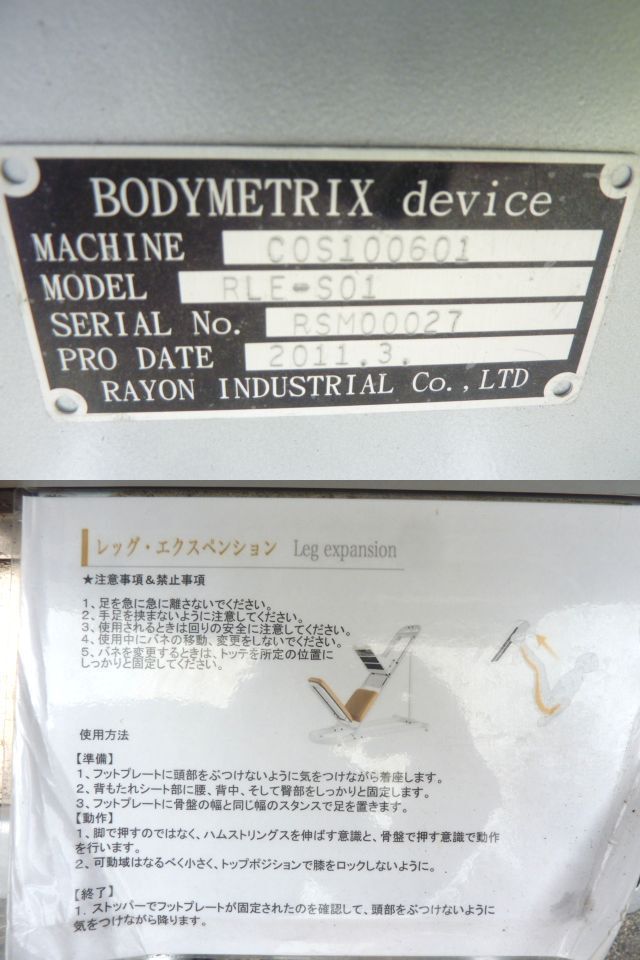 BODYMETRIX device
MACHINE COS100601
MODEL RLE-S01
SERIAL No. RSM00027
PRO DATE 2011.3.
RAYON INDUSTRIAL Co.,LTD
レッグ・エクスペンション Leg expansion
★注意事項&禁止事項
1、足を急に急に離さないでください。
2、手足を挟まないように注意してください。
3、使用されるときは回りの安全に注意してください。
4、使用中にバネの移動、変更をしないでください。
5、バネを変更するときは、トッテを所定の位置に
しっかりと固定してください。
使用方法
【準備】
1、フットプレートに頭部をぶつけないように気をつけながら着座します。
2、背もたれシート部に腰、背中、そして臀部をしっかりと固定します。
3、フットプレートに骨盤の幅と同じ幅のスタンスで足を置きます。
【動作】
1、脚で押すのではなく、ハムストリングスを伸ばす意識と、骨盤で押す意識で動作
を行います。
2、可動域はなるべく小さく、トップポジションで膝をロックしないように。
【終了】
1．ストッパーでフットプレートが固定されたのを確認して、頭部をぶつけないように
気をつけながら降ります。